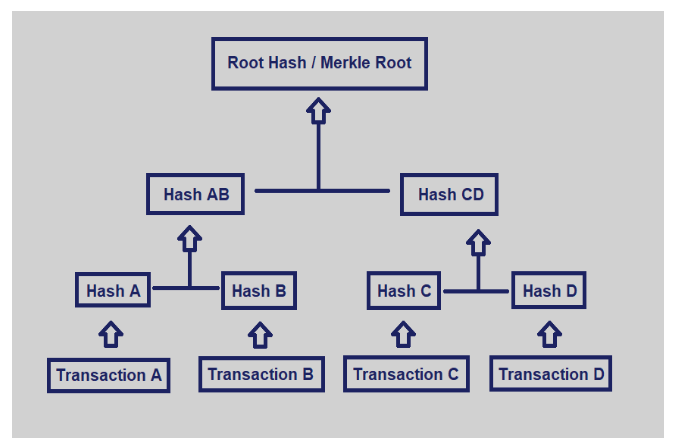 Root Hash / Merkle Root
Hash AB
Hash CD
Hash A
Hash B
Hash C
Hash D
Transaction A
Transaction B
Transaction C
Transaction D